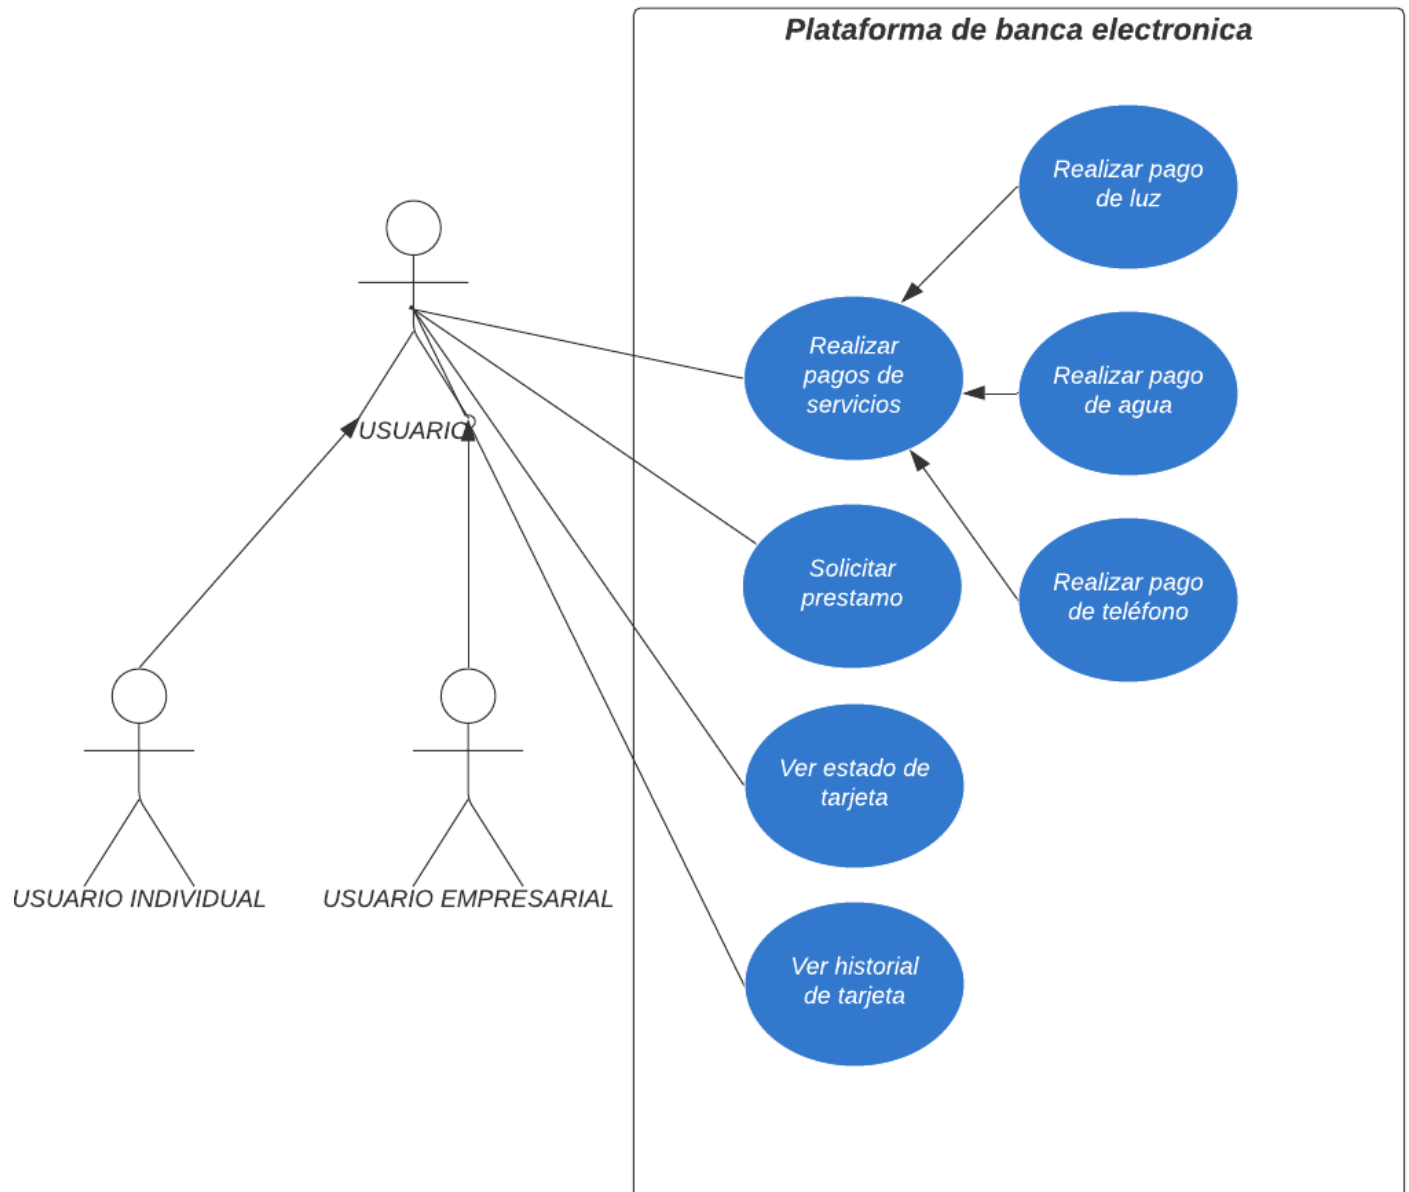 Plataforma de banca electronica
Realizar pago
de luz
Realizar
pagos de
servicios
Realizar pago
de agua
USUARIO
Solicitar
prestamo
Realizar pago
de teléfono
Ver estado de
tarjeta
USUARIO INDIVIDUAL
USUARIO EMPRESARIAL
Ver historial
de tarjeta